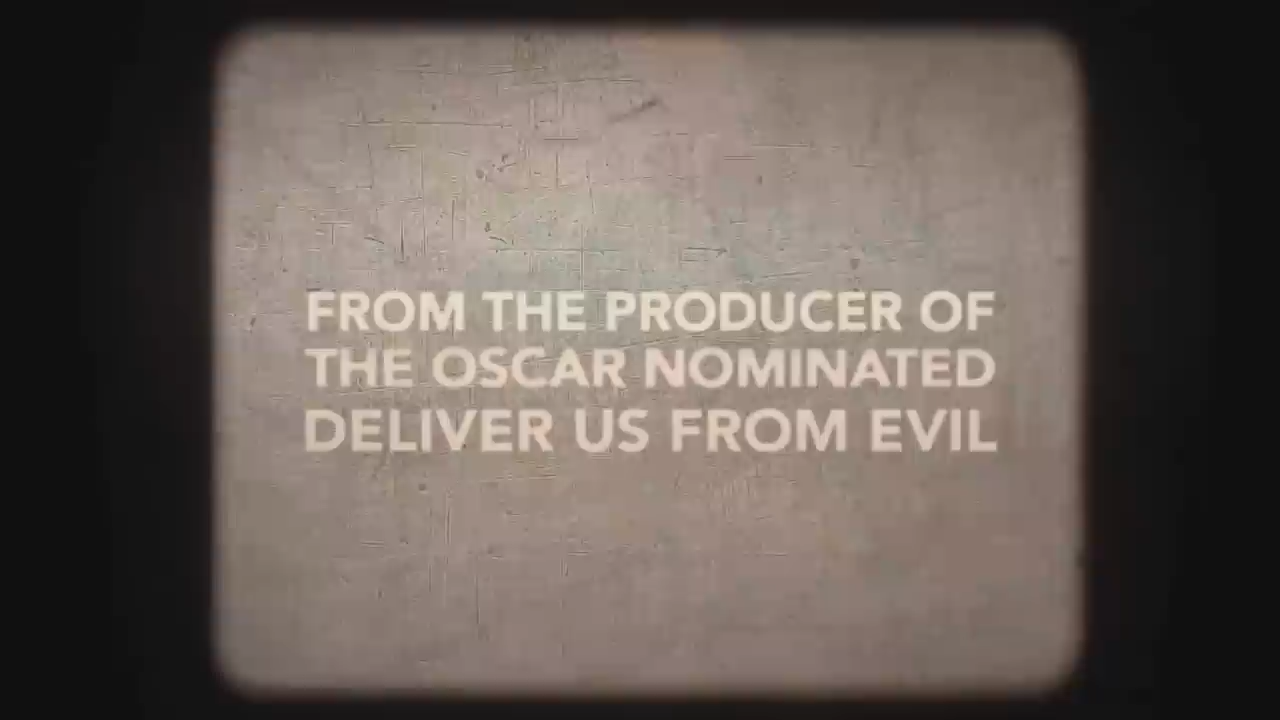 FROM THE PRODUCER OF
THE OSCAR NOMINATED
DELIVER US FROM EVIL